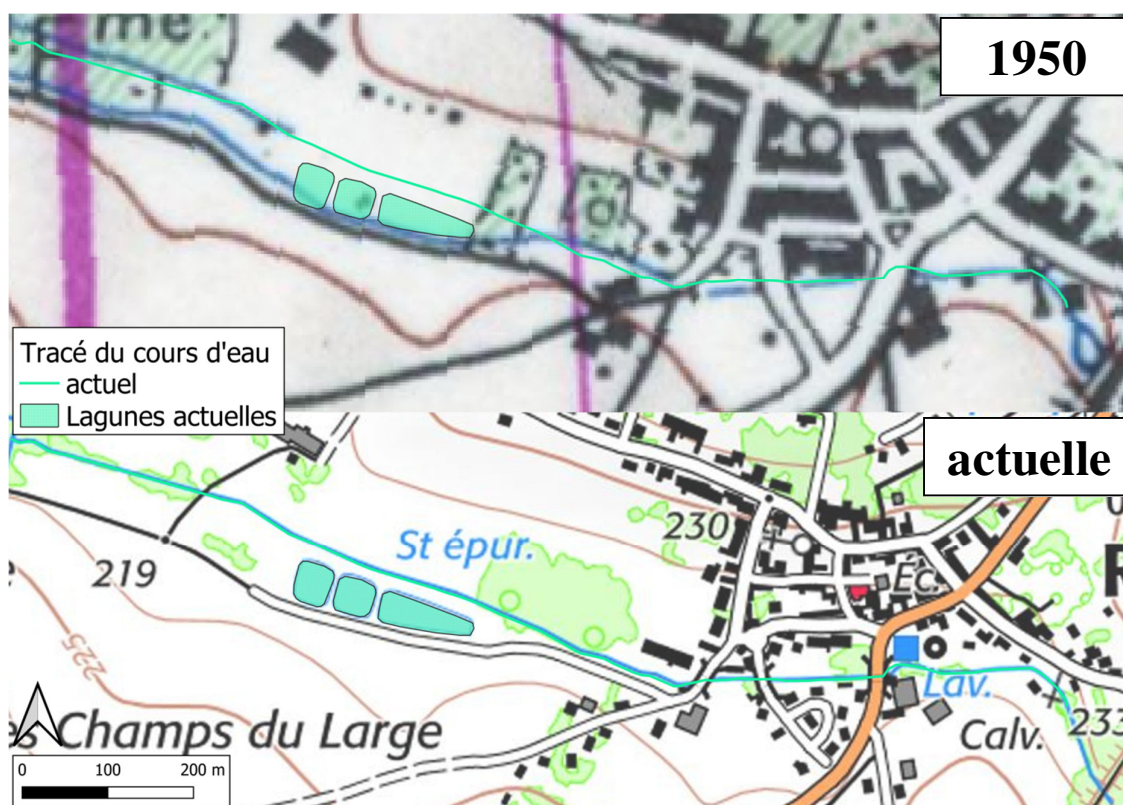 me.
1950
Tracé du cours d'eau
actuel
Lagunes actuelles
actuelle
St épur.
230
219
Éc.
225
Lav.
233
s Champs du Large
Calv.
0 100 200 m
R